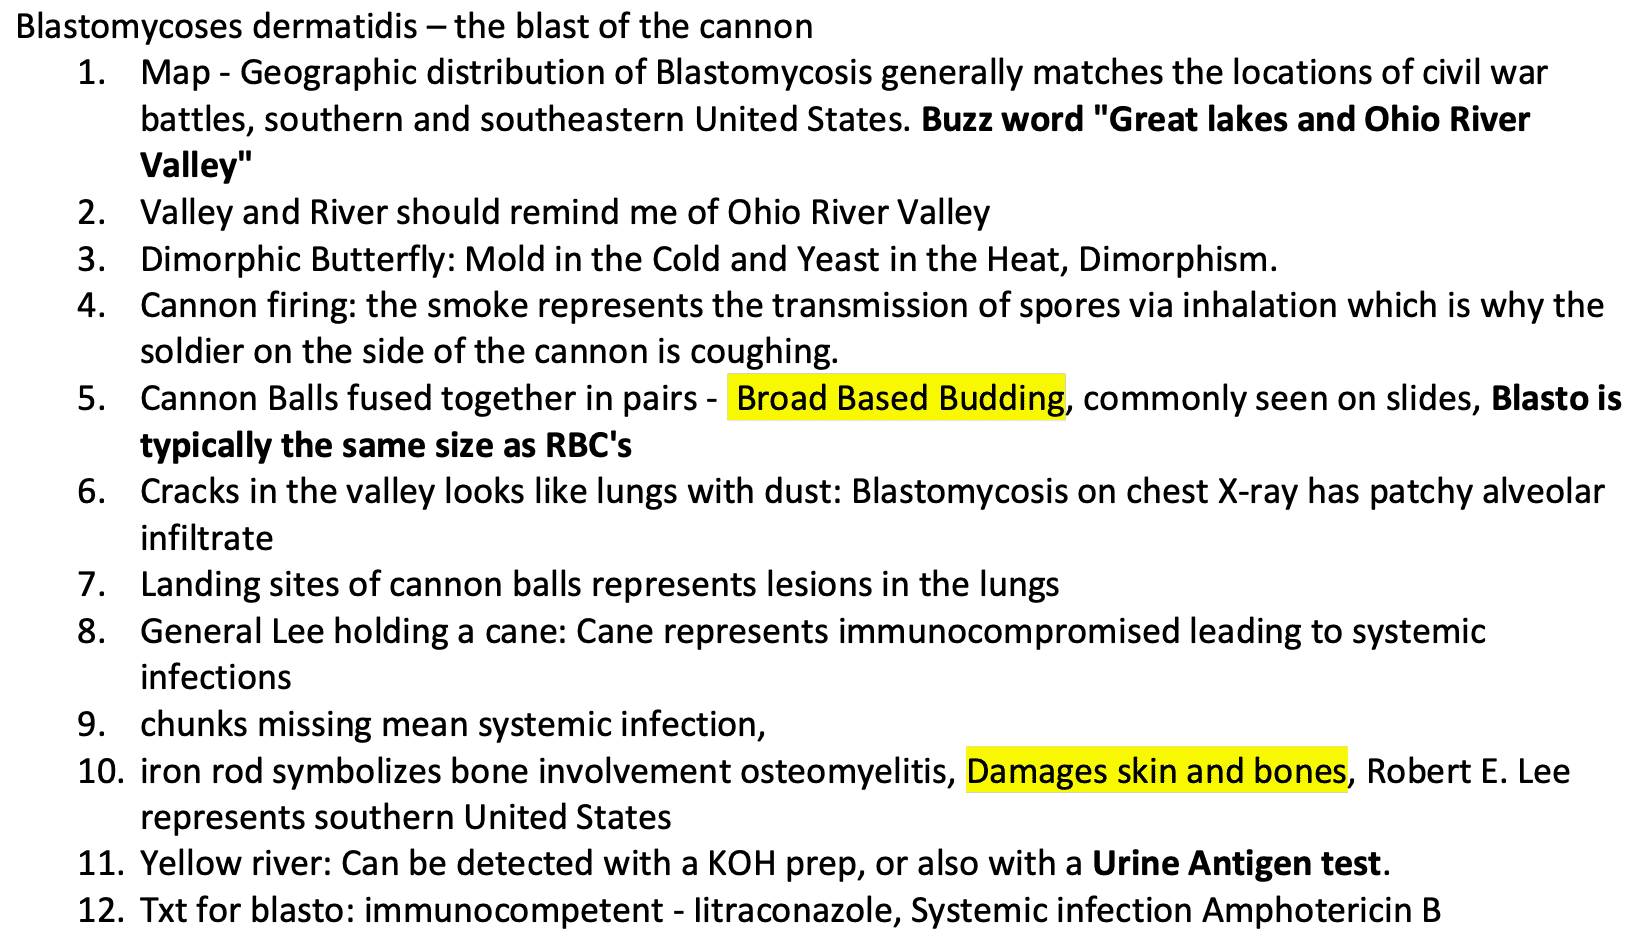 Blastomycoses dermatidis – the blast of the cannon
1. Map - Geographic distribution of Blastomycosis generally matches the locations of civil war
battles, southern and southeastern United States. Buzz word "Great lakes and Ohio River
Valley"
2. Valley and River should remind me of Ohio River Valley
3. Dimorphic Butterfly: Mold in the Cold and Yeast in the Heat, Dimorphism.
4. Cannon firing: the smoke represents the transmission of spores via inhalation which is why the
soldier on the side of the cannon is coughing.
5. Cannon Balls fused together in pairs - Broad Based Budding, commonly seen on slides, Blasto is
typically the same size as RBC's
6. Cracks in the valley looks like lungs with dust: Blastomycosis on chest X-ray has patchy alveolar
infiltrate
7. Landing sites of cannon balls represents lesions in the lungs
8. General Lee holding a cane: Cane represents immunocompromised leading to systemic
infections
9. chunks missing mean systemic infection,
10. iron rod symbolizes bone involvement osteomyelitis, Damages skin and bones, Robert E. Lee
represents southern United States
11. Yellow river: Can be detected with a KOH prep, or also with a Urine Antigen test.
12. Txt for blasto: immunocompetent - Iitraconazole, Systemic infection Amphotericin B